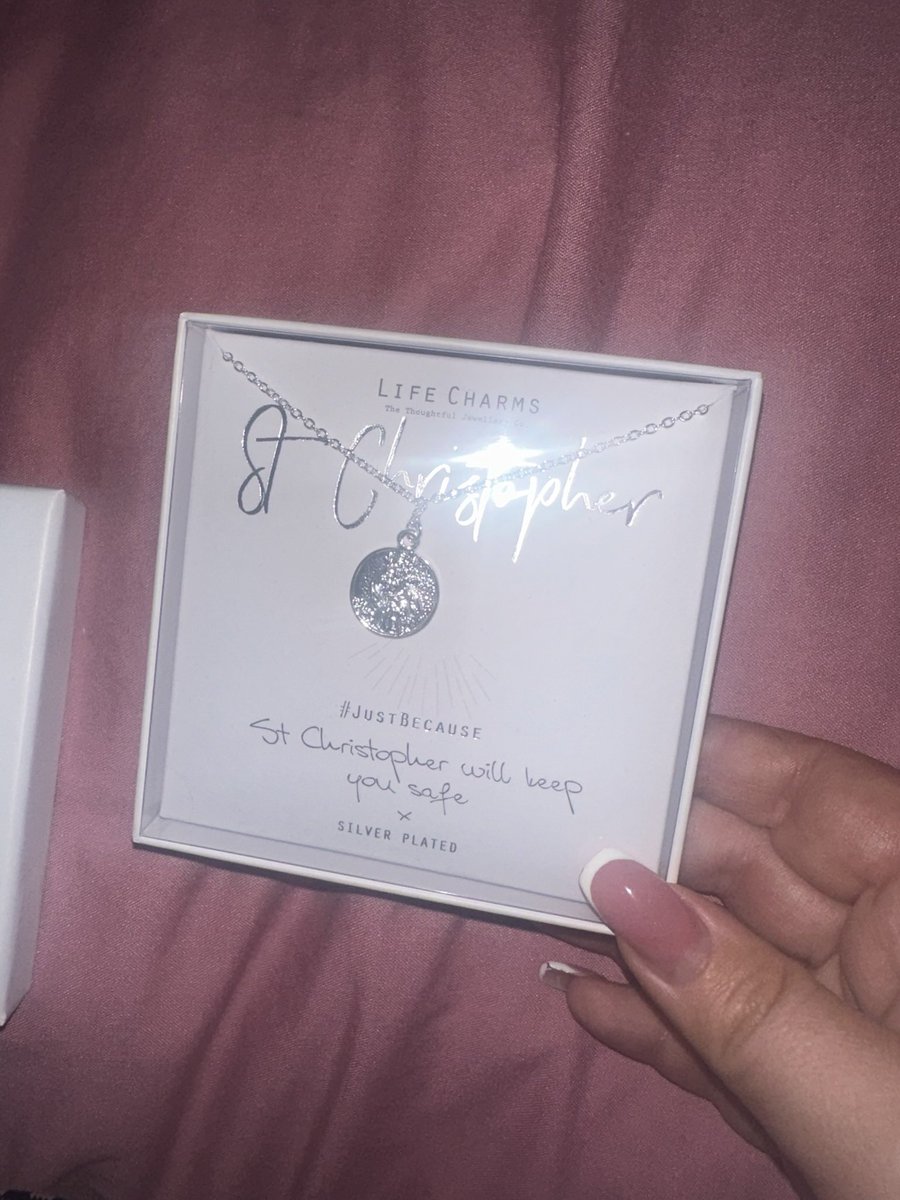 LIFE CHARMS
The Thoughtful Jewellery Co.
St Christopher
#JUSTBECAUSE
St Christopher will keep
you safe
x
SILVER PLATED